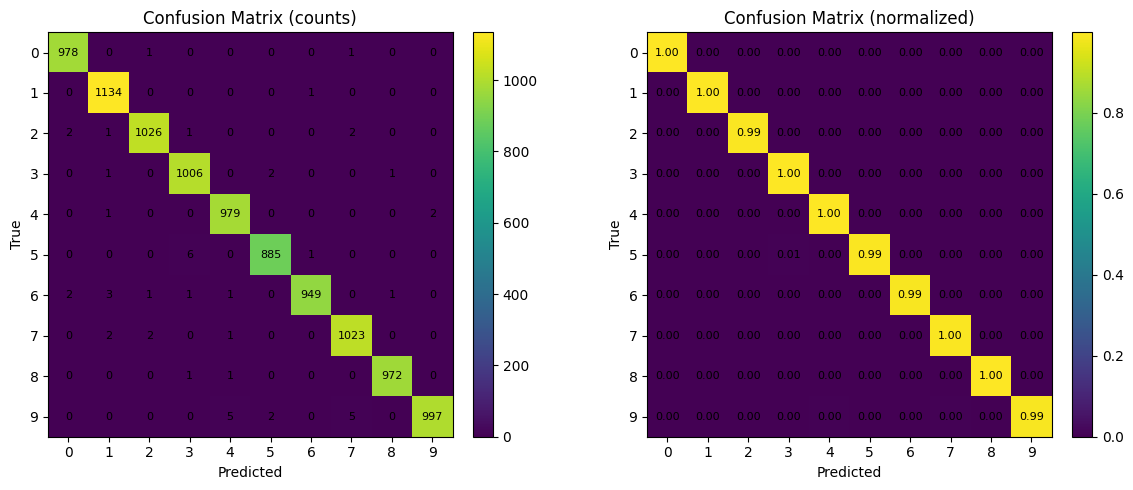 Confusion Matrix (counts)
0 978 0 1 0 0 0 0 1 0 0
1 0 1134 0 0 0 0 1 0 0 0
2 2 1 1026 1 0 0 0 2 0 0
3 0 1 0 1006 0 2 0 0 1 0
4 0 1 0 0 979 0 0 0 0 2
5 0 0 0 6 0 885 1 0 0 0
6 2 3 1 1 1 0 949 0 1 0
7 0 2 2 0 1 0 0 1023 0 0
8 0 0 0 1 1 0 0 0 972 0
9 0 0 0 0 5 2 0 5 0 997
0 1 2 3 4 5 6 7 8 9
Predicted
True
1000
800
600
400
200
0
Confusion Matrix (normalized)
0 1.00 0.00 0.00 0.00 0.00 0.00 0.00 0.00 0.00 0.00
1 0.00 1.00 0.00 0.00 0.00 0.00 0.00 0.00 0.00 0.00
2 0.00 0.00 0.99 0.00 0.00 0.00 0.00 0.00 0.00 0.00
3 0.00 0.00 0.00 1.00 0.00 0.00 0.00 0.00 0.00 0.00
4 0.00 0.00 0.00 0.00 1.00 0.00 0.00 0.00 0.00 0.00
5 0.00 0.00 0.00 0.01 0.00 0.99 0.00 0.00 0.00 0.00
6 0.00 0.00 0.00 0.00 0.00 0.00 0.99 0.00 0.00 0.00
7 0.00 0.00 0.00 0.00 0.00 0.00 0.00 1.00 0.00 0.00
8 0.00 0.00 0.00 0.00 0.00 0.00 0.00 0.00 1.00 0.00
9 0.00 0.00 0.00 0.00 0.00 0.00 0.00 0.00 0.00 0.99
0 1 2 3 4 5 6 7 8 9
Predicted
True
0.8
0.6
0.4
0.2
0.0